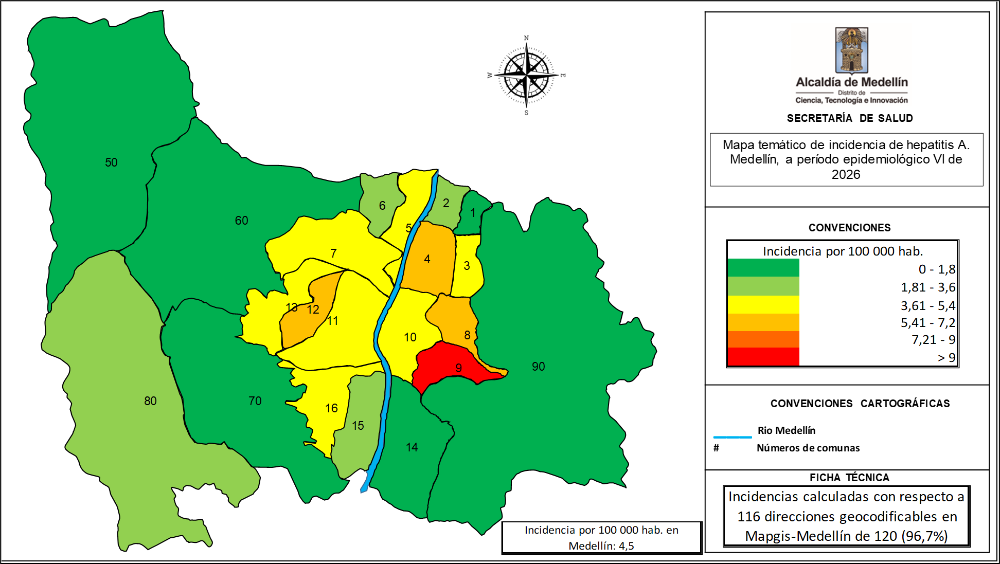 N
W
E
S
50
60
6
5
2
1
7
4
3
13
12
11
10
8
9
90
80
70
16
15
14
Incidencia por 100 000 hab. en
Medellín: 4,5
Alcaldía de Medellín
Distrito de
Ciencia, Tecnología e Innovación
SECRETARÍA DE SALUD
Mapa temático de incidencia de hepatitis A.
Medellín, a período epidemiológico VI de
2026
CONVENCIONES
Incidencia por 100 000 hab.
0 - 1,8
1,81 - 3,6
3,61 - 5,4
5,41 - 7,2
7,21 - 9
> 9
CONVENCIONES CARTOGRÁFICAS
Rio Medellín
# Números de comunas
FICHA TÉCNICA
Incidencias calculadas con respecto a
116 direcciones geocodificables en
Mapgis-Medellín de 120 (96,7%)